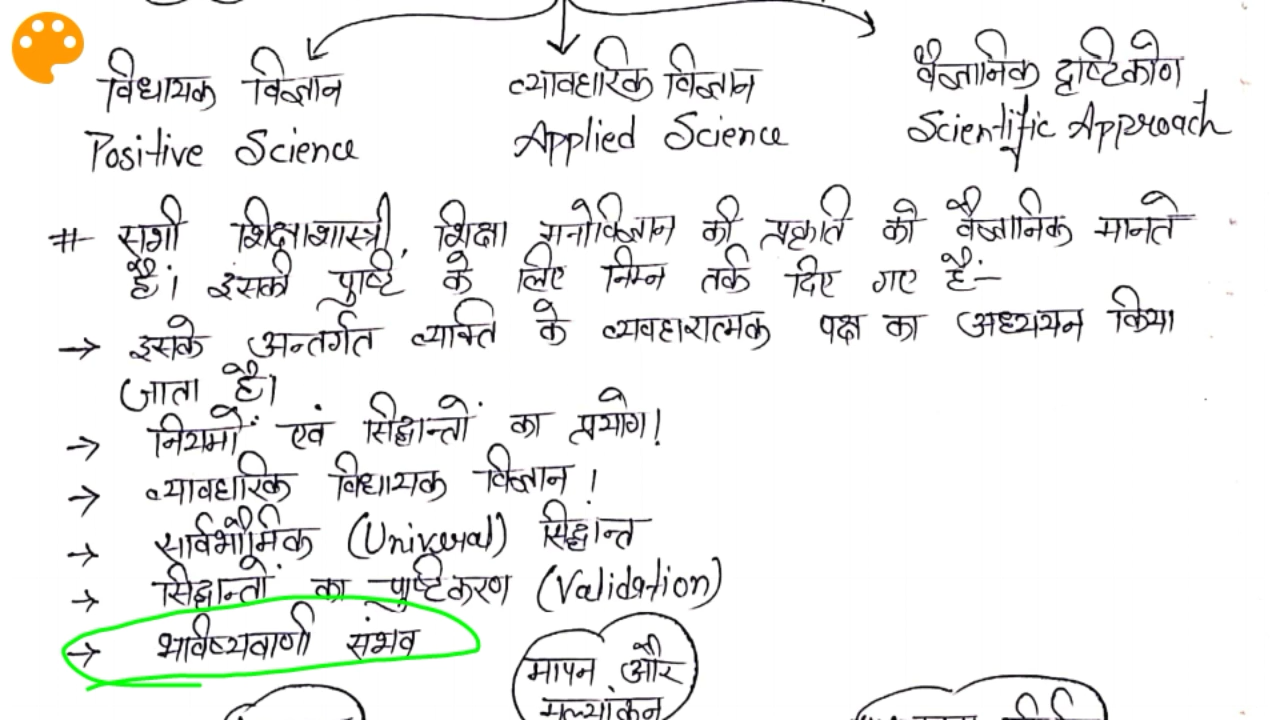 विधायक विज्ञान
Positive Science
व्यावहारिक विज्ञान
Applied Science
वैज्ञानिक दृष्टिकोण
Scientific Approach
# सभी शिक्षाशास्त्री, शिक्षा मनोविज्ञान की प्रकृति को वैज्ञानिक मानते
हैं। इसकी पुष्टि के लिए निम्न तर्क दिए गए हैं:-
→ इसके अन्तर्गत व्यक्ति के व्यवहारात्मक पक्ष का अध्ययन किया
जाता है।
→ नियमों एवं सिद्धान्तों का प्रयोग।
→ व्यावहारिक विधायक विज्ञान।
→ सार्वभौमिक (Universal) सिद्धांत
→ सिद्धान्तों का पुष्टिकरण (Validation)
→ भविष्यवाणी संभव
मापन और
मूल्यांकन